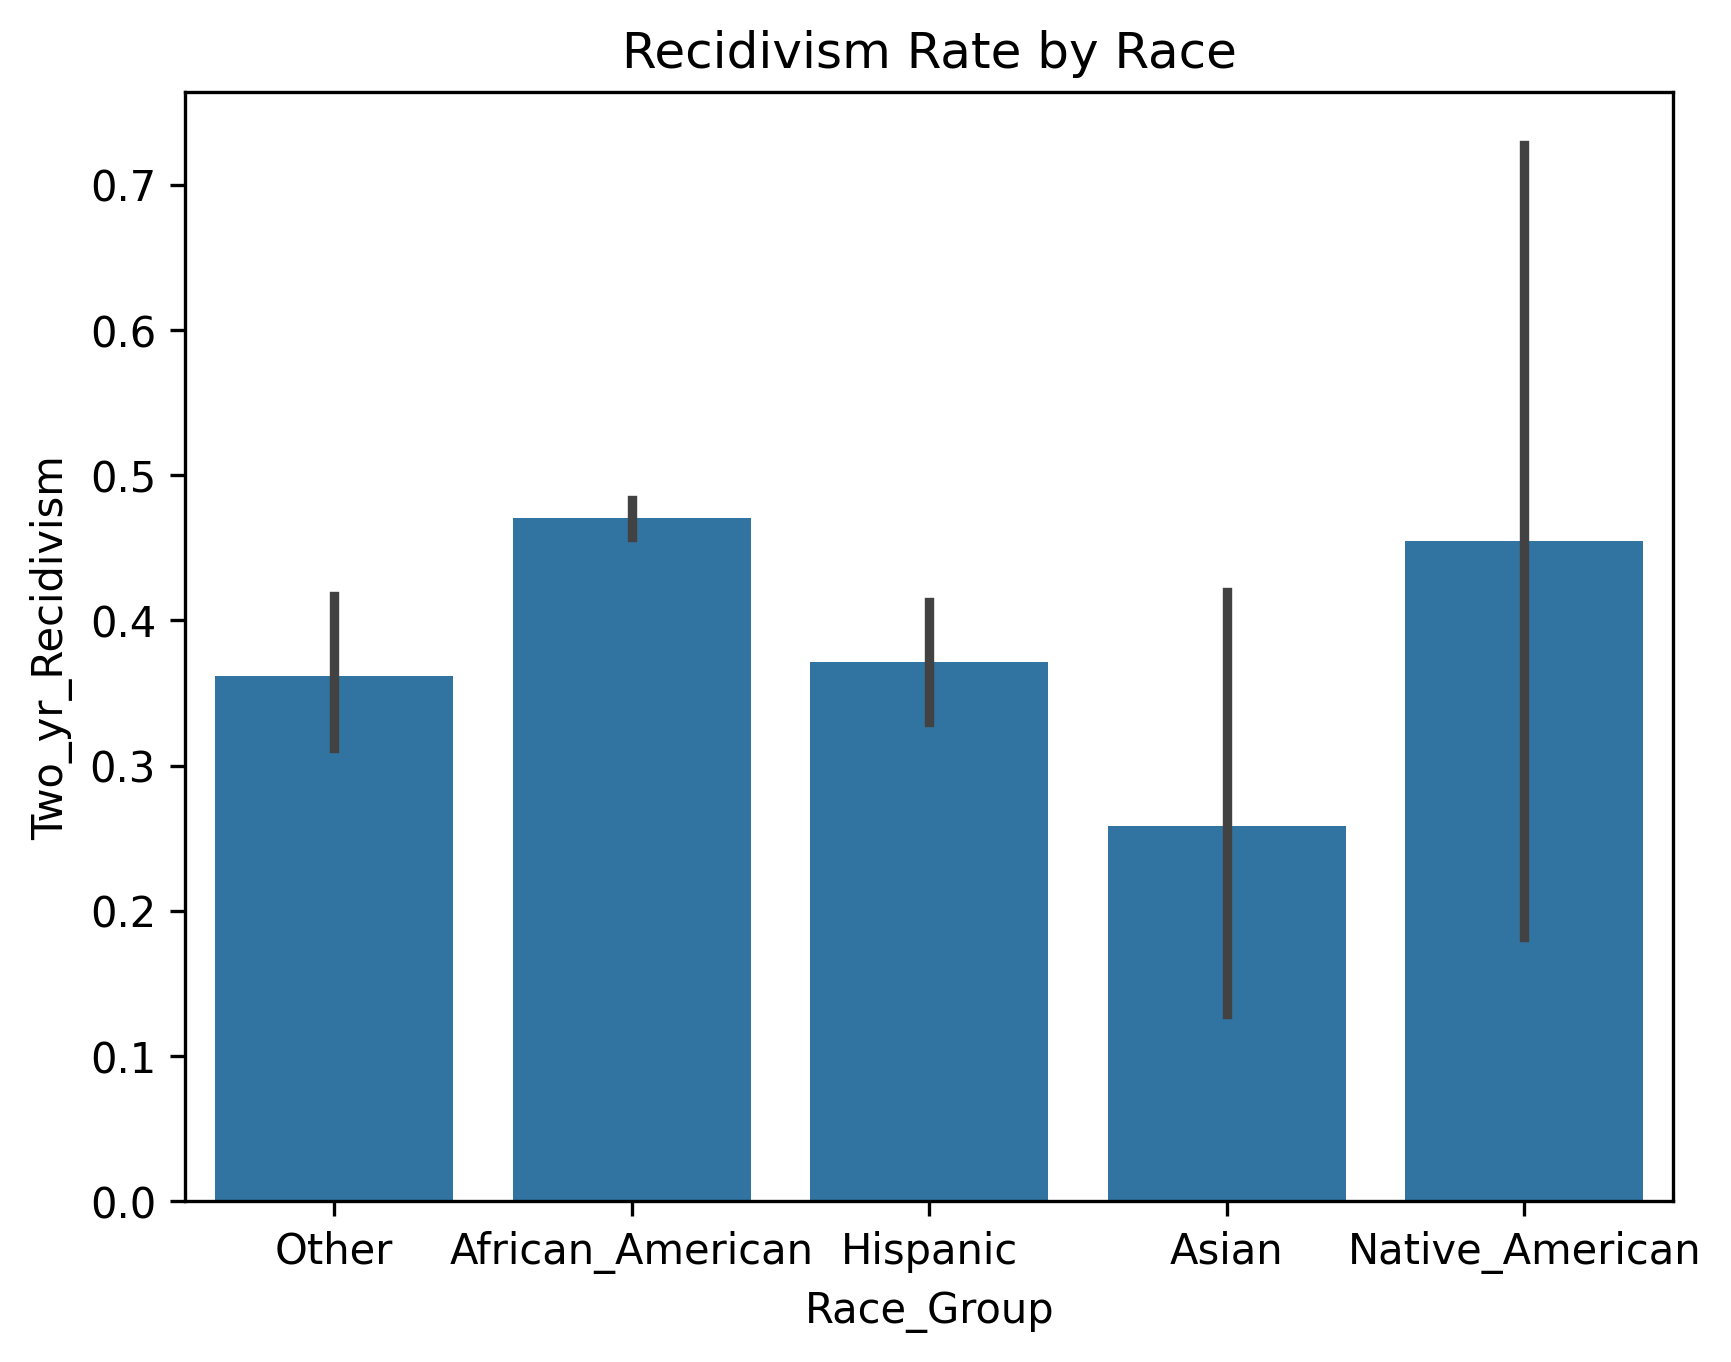 Recidivism Rate by Race
Two_yr_Recidivism
0.7
0.6
0.5
0.4
0.3
0.2
0.1
0.0
Other African_American Hispanic Asian Native_American
Race_Group